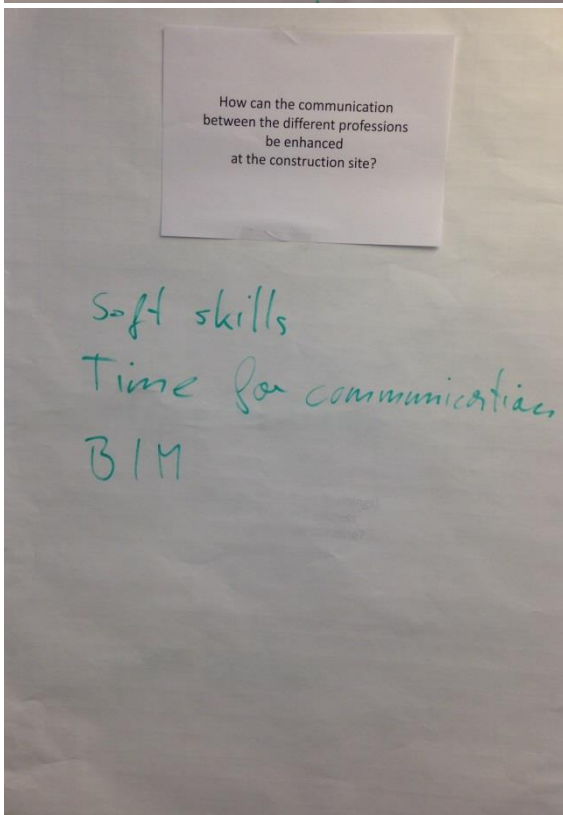 How can the communication
between the different professions
be enhanced
at the construction site?
Soft skills
Time for communication
BIM